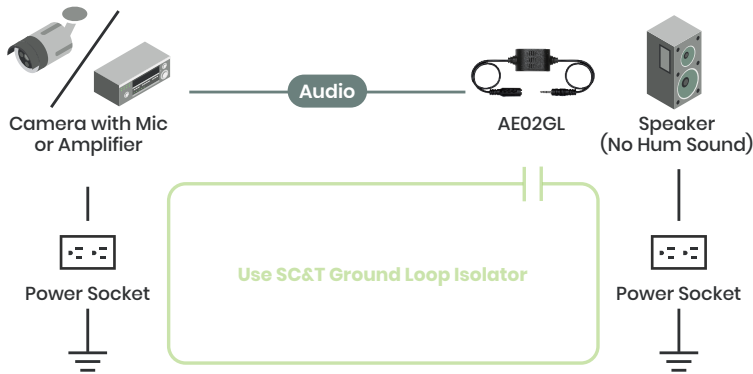 Audio
Camera with Mic
or Amplifier
AE02GL
Speaker
(No Hum Sound)
Use SC&T Ground Loop Isolator
Power Socket
Power Socket